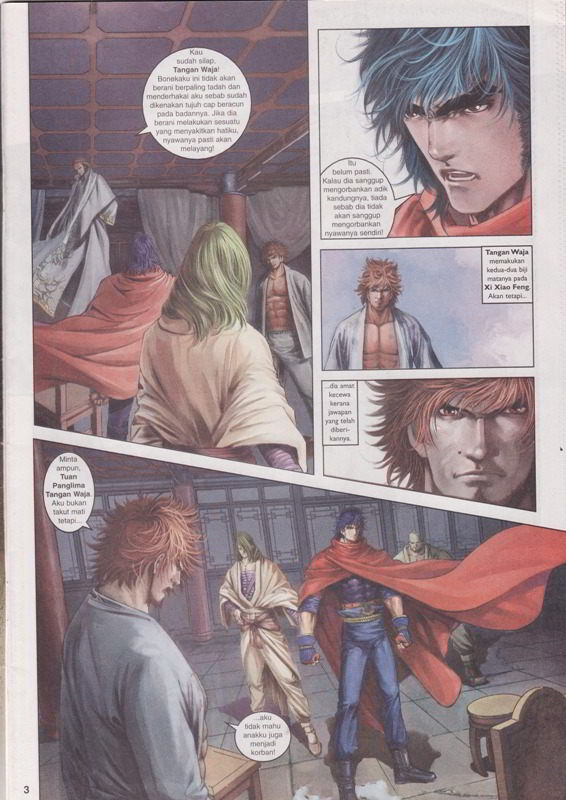 Kau
sudah silap,
Tangan Waja!
Bonekaku ini tidak akan
berani berpaling tadah dan
menderhakai aku sebab sudah
dikenakan tujuh cap beracun
pada badannya. Jika dia
berani melakukan sesuatu
yang menyakitkan hatiku,
nyawanya pasti akan
melayang!
Itu
belum pasti.
Kalau dia sanggup
mengorbankan adik
kandungnya, tiada
sebab dia tidak
akan sanggup
mengorbankan
nyawanya sendiri!
Tangan Waja
memakukan
kedua-dua biji
matanya pada
Xi Xiao Feng.
Akan tetapi...
...dia amat
kecewa
kerana
jawapan
yang telah
diberi-
kannya.
Minta
ampun,
Tuan
Panglima
Tangan Waja.
Aku bukan
takut mati
tetapi...
...aku
tidak mahu
anakku juga
menjadi
korban!
3